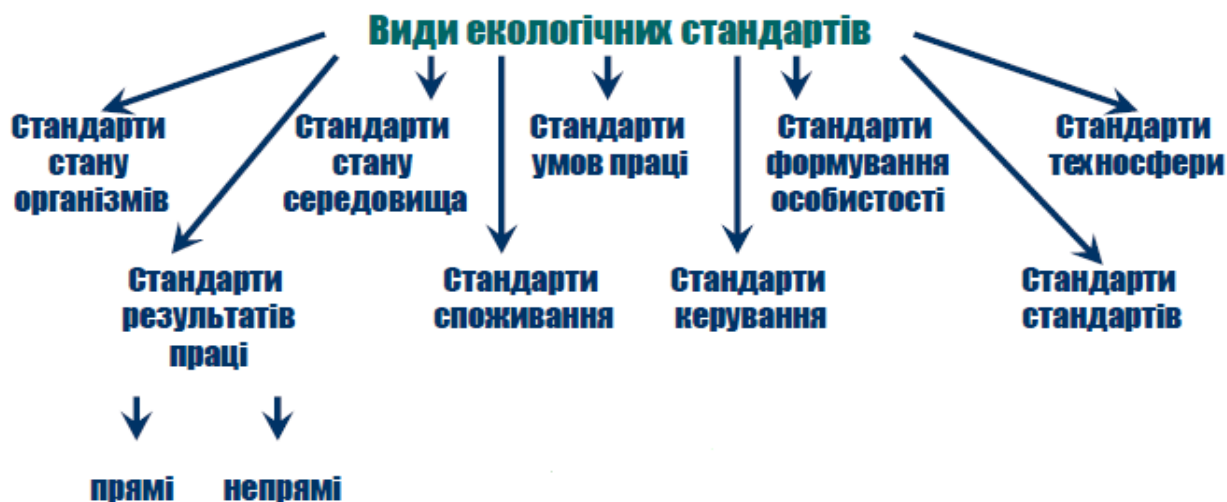 Види екологічних стандартів
Стандарти
стану
організмів
Стандарти
стану
середовища
Стандарти
умов праці
Стандарти
формування
особистості
Стандарти
техносфери
Стандарти
результатів
праці
Стандарти
споживання
Стандарти
керування
Стандарти
стандартів
прямі
непрямі